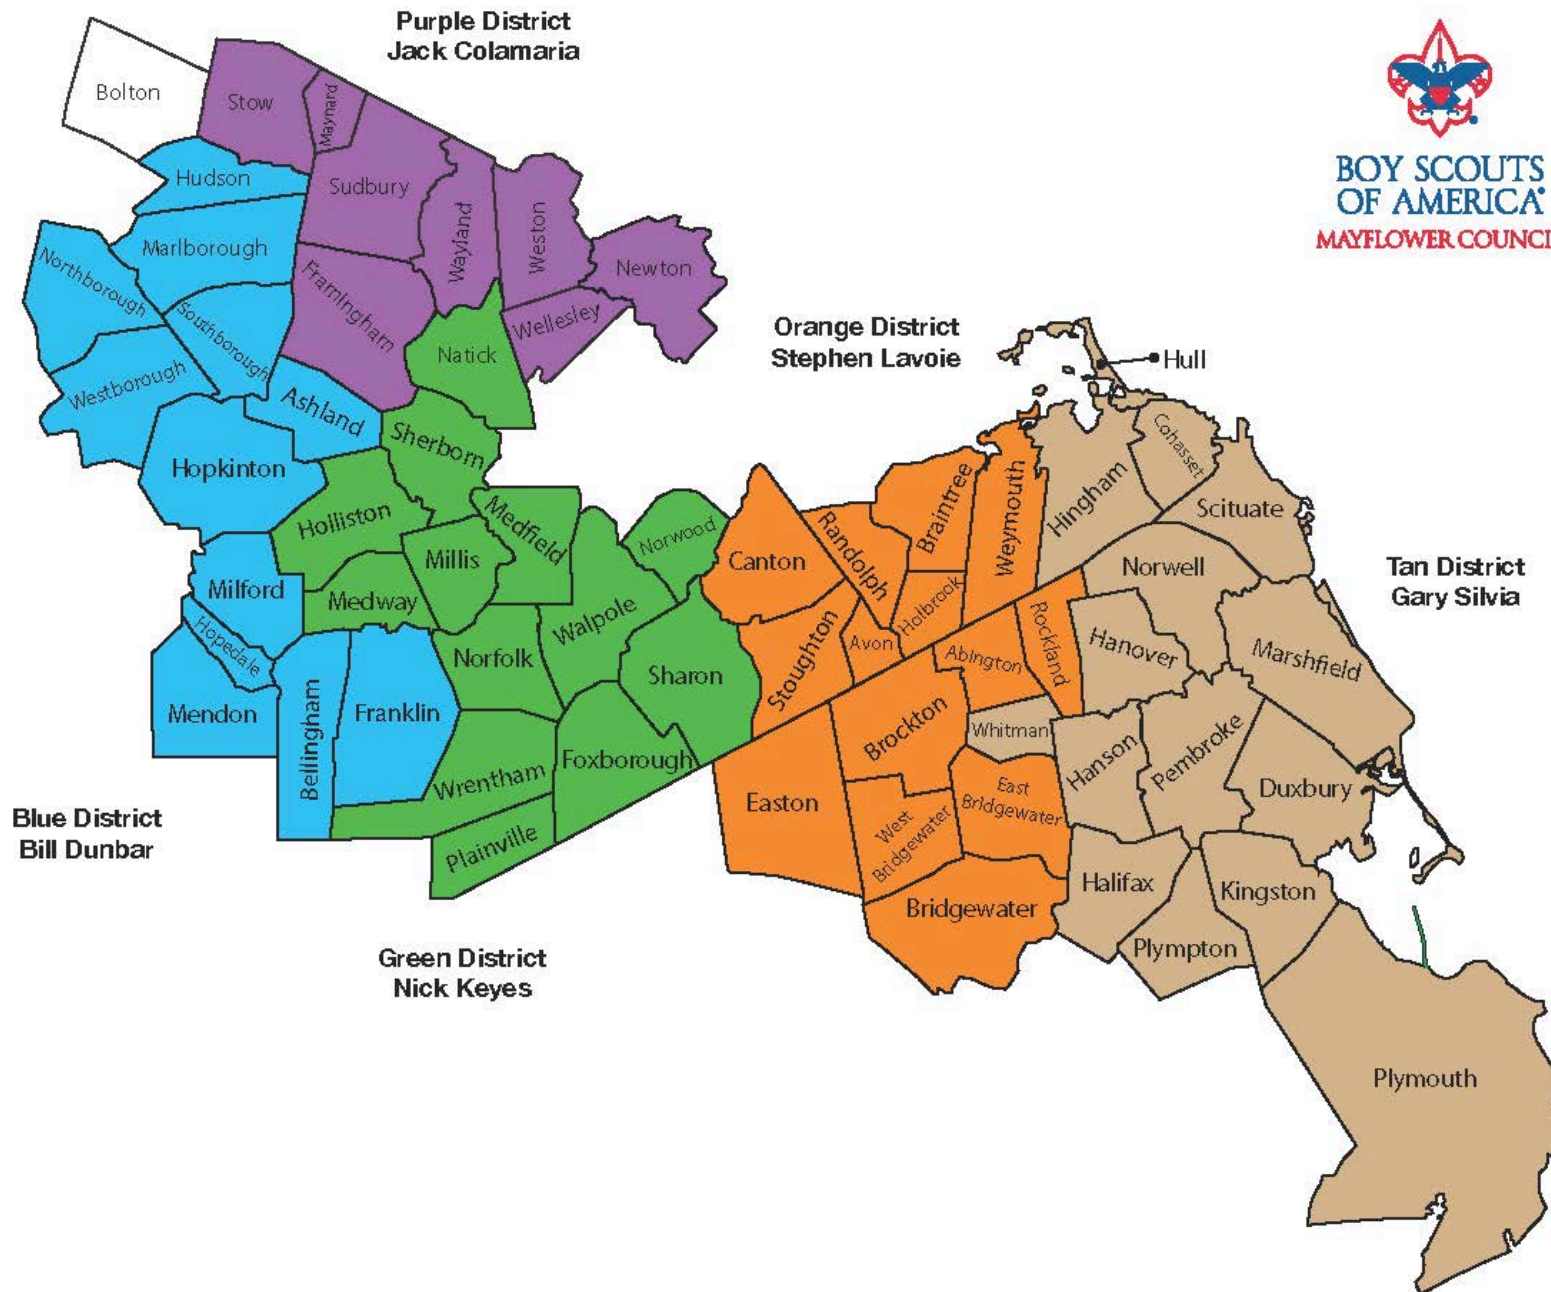 Purple District
Jack Colamaria
Bolton
Stow
Maynard
Hudson
Sudbury
Marlborough
Wayland
Weston
Newton
Northborough
Southborough
Framingham
Wellesley
Natick
Westborough
Ashland
Sherborn
Hopkinton
Holliston
Medfield
Norwood
Millis
Milford
Medway
Walpole
Hopedale
Norfolk
Sharon
Mendon
Bellingham
Franklin
Wrentham
Foxborough
Plainville
Blue District
Bill Dunbar
Green District
Nick Keyes
BOY SCOUTS
OF AMERICA®
MAYFLOWER COUNCI
Orange District
Stephen Lavoie
Hull
Cohasset
Hingham
Scituate
Weymouth
Braintree
Randolph
Canton
Holbrook
Norwell
Tan District
Gary Silvia
Stoughton
Avon
Abington
Rockland
Hanover
Marshfield
Brockton
Whitman
Hanson
Pembroke
Duxbury
Easton
West
Bridgewater
East
Bridgewater
Bridgewater
Halifax
Kingston
Plympton
Plymouth